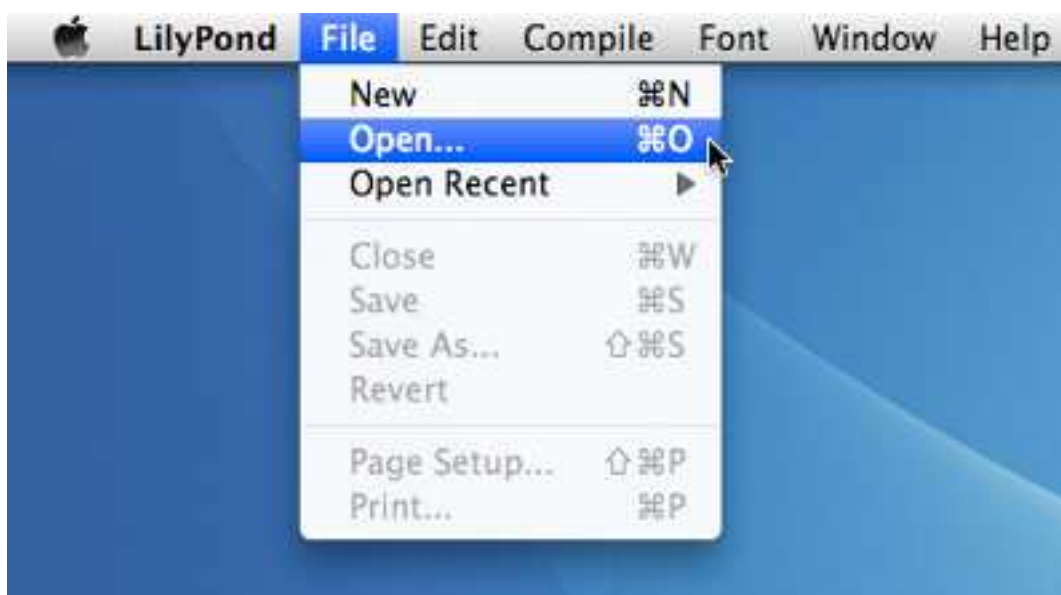 LilyPond File Edit Compile Font Window Help
New ⌘N
Open... ⌘O
Open Recent ▶
Close ⌘W
Save ⌘S
Save As... ⇧⌘S
Revert
Page Setup... ⇧⌘P
Print... ⌘P